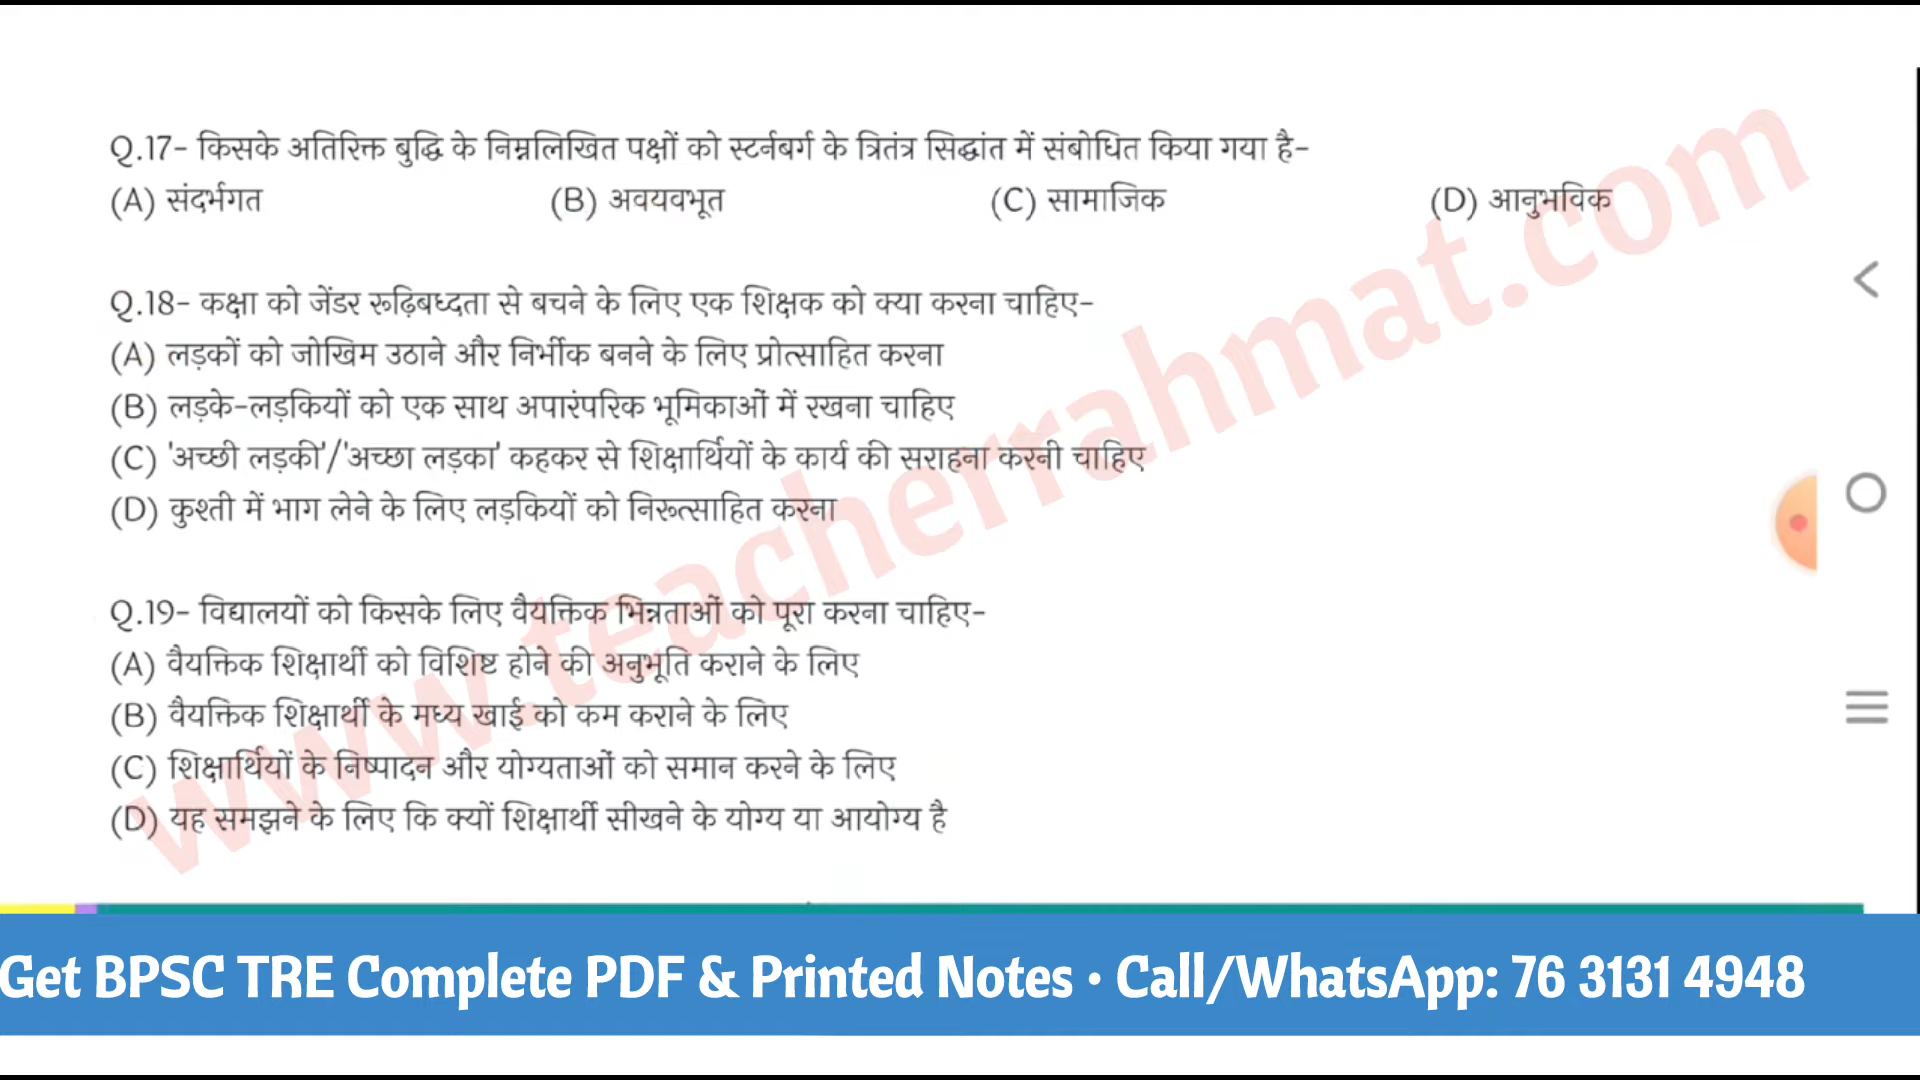 Q.17- किसके अतिरिक्त बुद्धि के निम्नलिखित पक्षों को स्टर्नबर्ग के त्रितंत्र सिद्धांत में संबोधित किया गया है-
(A) संदर्भगत (B) अवयवभूत (C) सामाजिक (D) आनुभविक
Q.18- कक्षा को जेंडर रूढ़िबध्दता से बचने के लिए एक शिक्षक को क्या करना चाहिए-
(A) लड़कों को जोखिम उठाने और निर्भीक बनने के लिए प्रोत्साहित करना
(B) लड़के-लड़कियों को एक साथ अपारंपरिक भूमिकाओं में रखना चाहिए
(C) 'अच्छी लड़की'/'अच्छा लड़का' कहकर से शिक्षार्थियों के कार्य की सराहना करनी चाहिए
(D) कुश्ती में भाग लेने के लिए लड़कियों को निरूत्साहित करना
Q.19- विद्यालयों को किसके लिए वैयक्तिक भिन्नताओं को पूरा करना चाहिए-
(A) वैयक्तिक शिक्षार्थी को विशिष्ट होने की अनुभूति कराने के लिए
(B) वैयक्तिक शिक्षार्थी के मध्य खाई को कम कराने के लिए
(C) शिक्षार्थियों के निष्पादन और योग्यताओं को समान करने के लिए
(D) यह समझने के लिए कि क्यों शिक्षार्थी सीखने के योग्य या आयोग्य है
www.teacherrahmat.com
Get BPSC TRE Complete PDF & Printed Notes • Call/WhatsApp: 76 3131 4948